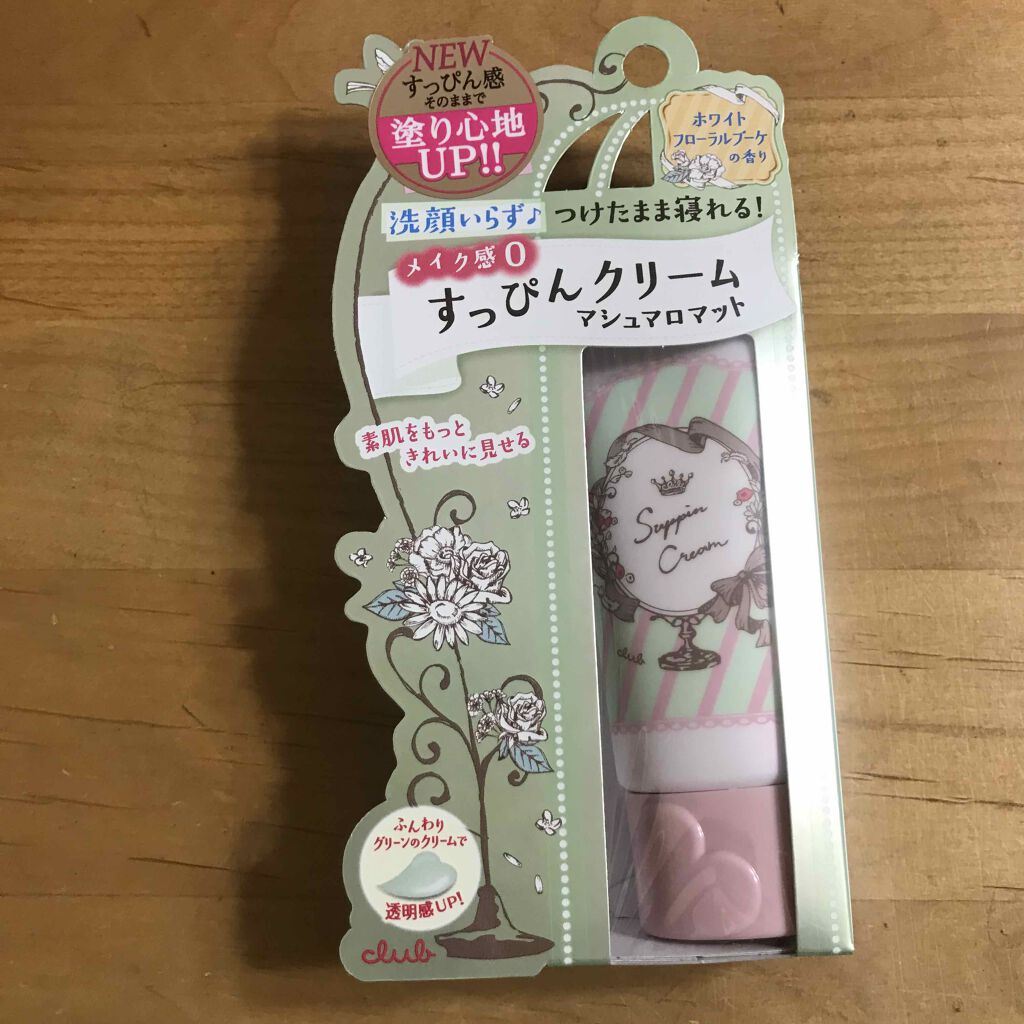 NEW
すっぴん感
そのままで
塗り心地
UP!!
ホワイト
フローラルブーケ
の香り
洗顔いらず♪ つけたまま寝れる!
メイク感0
すっぴんクリーム
マシュマロマット
素肌をもっと
きれいに見せる
Suppin
Cream
club
ふんわり
グリーンのクリームで
透明感UP!
club